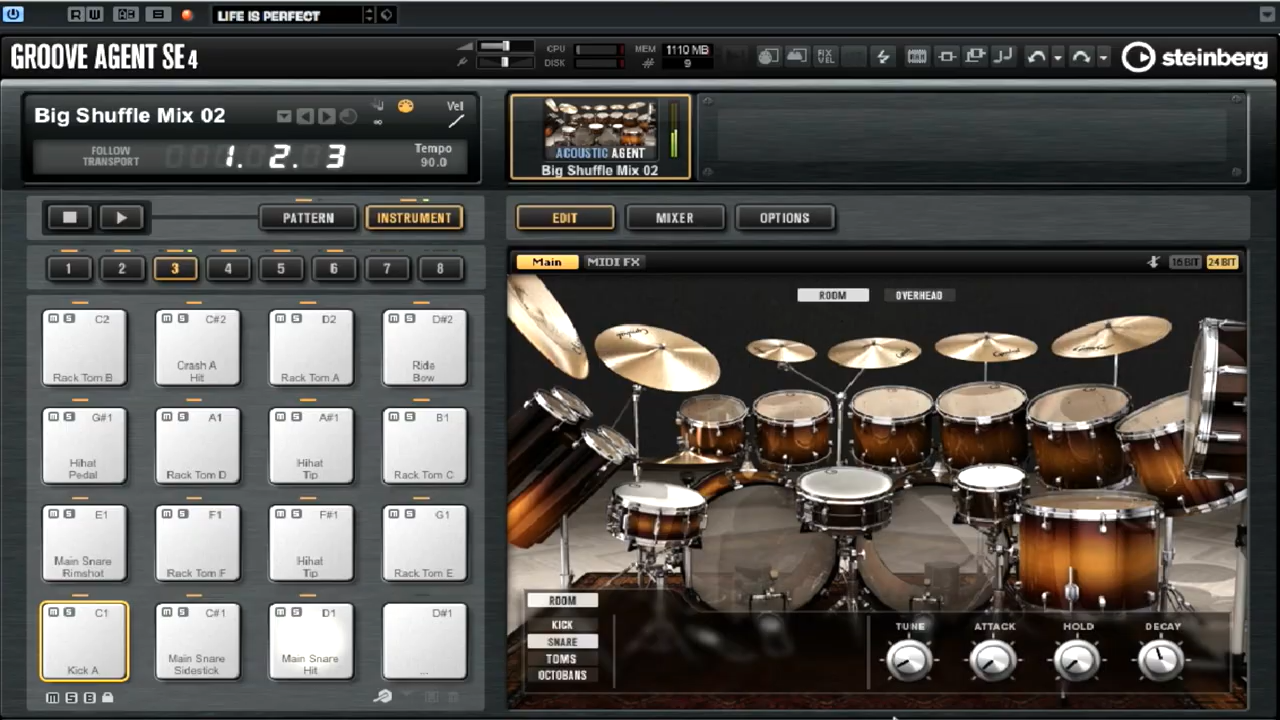 R W A B LIFE IS PERFECT
GROOVE AGENT SE 4
CPU
DISK
MEM 1110 MB
# 9
FX
VEL
steinberg
Big Shuffle Mix 02
Vel
FOLLOW
TRANSPORT
1. 2. 3
Tempo
90.0
ACOUSTIC AGENT
Big Shuffle Mix 02
PATTERN INSTRUMENT
EDIT MIXER OPTIONS
1 2 3 4 5 6 7 8
Main MIDI FX 16 BIT 24 BIT
ROOM OVERHEAD
M S C2
Rack Tom B
M S C#2
Crash A
Hit
M S D2
Rack Tom A
M S D#2
Ride
Bow
M S G#1
Hihat
Pedal
M S A1
Rack Tom D
M S A#1
Hihat
Tip
M S B1
Rack Tom C
M S E1
Main Snare
Rimshot
M S F1
Rack Tom F
M S F#1
Hihat
Tip
M S G1
Rack Tom E
M S C1
Kick A
M S C#1
Main Snare
Sidestick
M S D1
Main Snare
Hit
D#1
...
M S B
ROOM
KICK
SNARE
TOMS
OCTOBANS
TUNE ATTACK HOLD DECAY